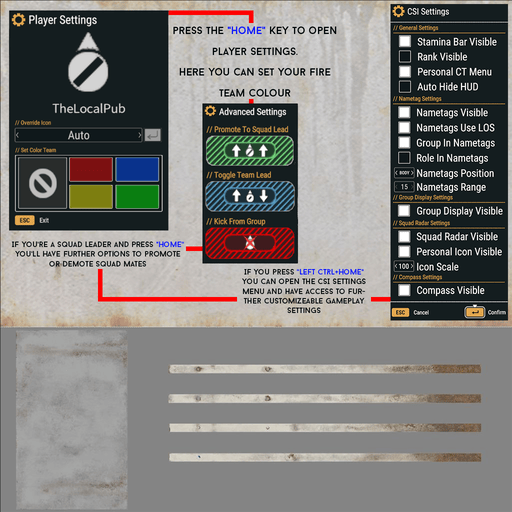 Player Settings
TheLocalPub
// Override Icon
Auto
// Set Color Team
ESC Exit
PRESS THE "HOME" KEY TO OPEN
PLAYER SETTINGS.
HERE YOU CAN SET YOUR FIRE
TEAM COLOUR
Advanced Settings
// Promote To Squad Lead
// Toggle Team Lead
// Kick From Group
IF YOU'RE A SQUAD LEADER AND PRESS "HOME"
YOU'LL HAVE FURTHER OPTIONS TO PROMOTE
OR-DEMOTE SQUAD MATES
IF YOU PRESS "LEFT CTRL+HOME"
YOU CAN OPEN THE CSI SETTINGS
MENU AND HAVE ACCESS TO FUR-
THER CUSTOMIZEABLE GAMEPLAY
SETTINGS
CSI Settings
// General Settings
Stamina Bar Visible
Rank Visible
Personal CT Menu
Auto Hide HUD
// Nametag Settings
Nametags Visible
Nametags Use LOS
Group In Nametags
Role In Nametags
BODY Nametags Position
15 Nametags Range
// Group Display Settings
Group Display Visible
// Squad Radar Settings
Squad Radar Visible
Personal Icon Visible
100 Icon Scale
// Compass Settings
Compass Visible
ESC Cancel
Confirm